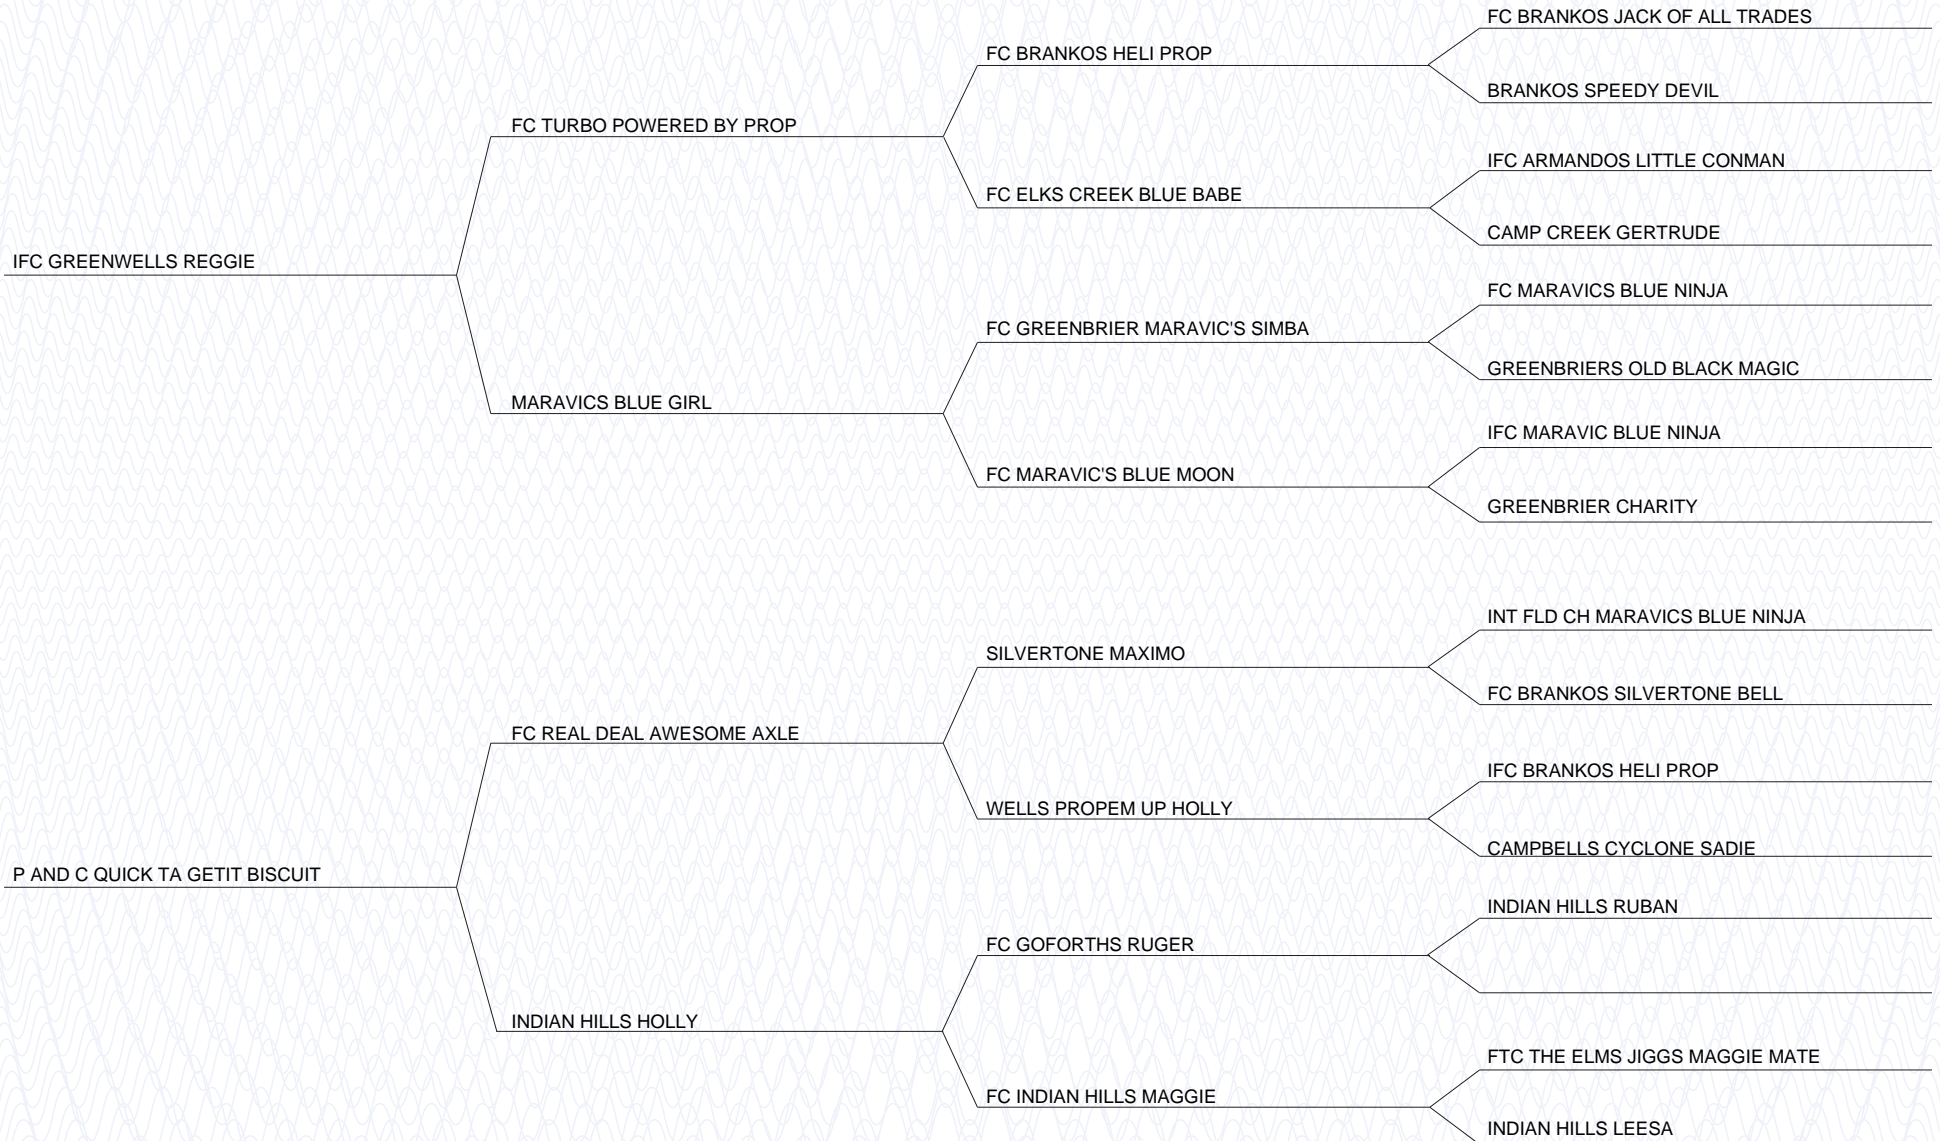 FC BRANKOS JACK OF ALL TRADES
FC BRANKOS HELI PROP
BRANKOS SPEEDY DEVIL
FC TURBO POWERED BY PROP
IFC ARMANDOS LITTLE CONMAN
FC ELKS CREEK BLUE BABE
CAMP CREEK GERTRUDE
IFC GREENWELLS REGGIE
FC MARAVICS BLUE NINJA
FC GREENBRIER MARAVIC'S SIMBA
GREENBRIERS OLD BLACK MAGIC
MARAVICS BLUE GIRL
IFC MARAVIC BLUE NINJA
FC MARAVIC'S BLUE MOON
GREENBRIER CHARITY
INT FLD CH MARAVICS BLUE NINJA
SILVERTONE MAXIMO
FC BRANKOS SILVERTONE BELL
FC REAL DEAL AWESOME AXLE
IFC BRANKOS HELI PROP
WELLS PROPEM UP HOLLY
CAMPBELLS CYCLONE SADIE
P AND C QUICK TA GETIT BISCUIT
INDIAN HILLS RUBAN
FC GOFORTHS RUGER
INDIAN HILLS HOLLY
FTC THE ELMS JIGGS MAGGIE MATE
FC INDIAN HILLS MAGGIE
INDIAN HILLS LEESA